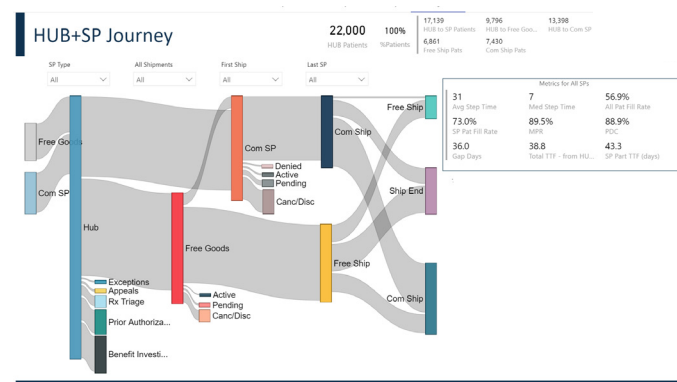 HUB+SP Journey
22,000
HUB Patients
100%
%Patients
17,139
HUB to SP Patients
9,796
HUB to Free Goo...
13,398
HUB to Com SP
6,861
Free Ship Pats
7,430
Com Ship Pats
SP Type
All Shipments
First Ship
Last SP
All
All
All
All
Metrics for All SPs
31
Avg Step Time
7
Med Step Time
56.9%
All Pat Fill Rate
73.0%
SP Pat Fill Rate
89.5%
MPR
88.9%
PDC
36.0
Gap Days
38.8
Total TTF - from HU...
43.3
SP Part TTF (days)
Free Goods
Com SP
Hub
Exceptions
Appeals
Rx Triage
Prior Authoriza...
Benefit Investi...
Free Goods
Active
Pending
Canc/Disc
Com SP
Denied
Active
Pending
Canc/Disc
Com Ship
Free Ship
Free Ship
Ship End
Com Ship